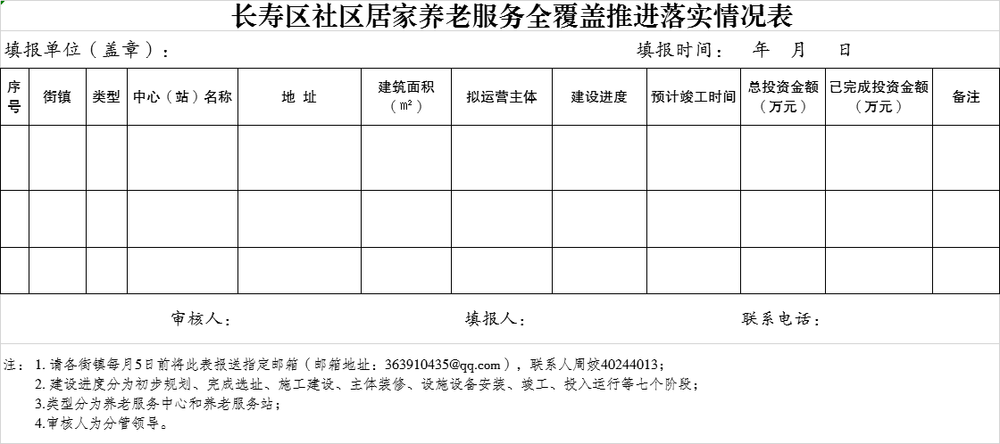 长寿区社区居家养老服务全覆盖推进落实情况表
填报单位（盖章）： 填报时间： 年 月 日
序号 街镇 类型 中心（站）名称 地 址 建筑面积（㎡） 拟运营主体 建设进度 预计竣工时间 总投资金额（万元） 已完成投资金额（万元） 备注
审核人： 填报人： 联系电话：
注： 1. 请各街镇每月5日前将此表报送指定邮箱（邮箱地址：363910435@qq.com），联系人周姣40244013；
2. 建设进度分为初步规划、完成选址、施工建设、主体装修、设施设备安装、竣工、投入运行等七个阶段；
3.类型分为养老服务中心和养老服务站；
4.审核人为分管领导。